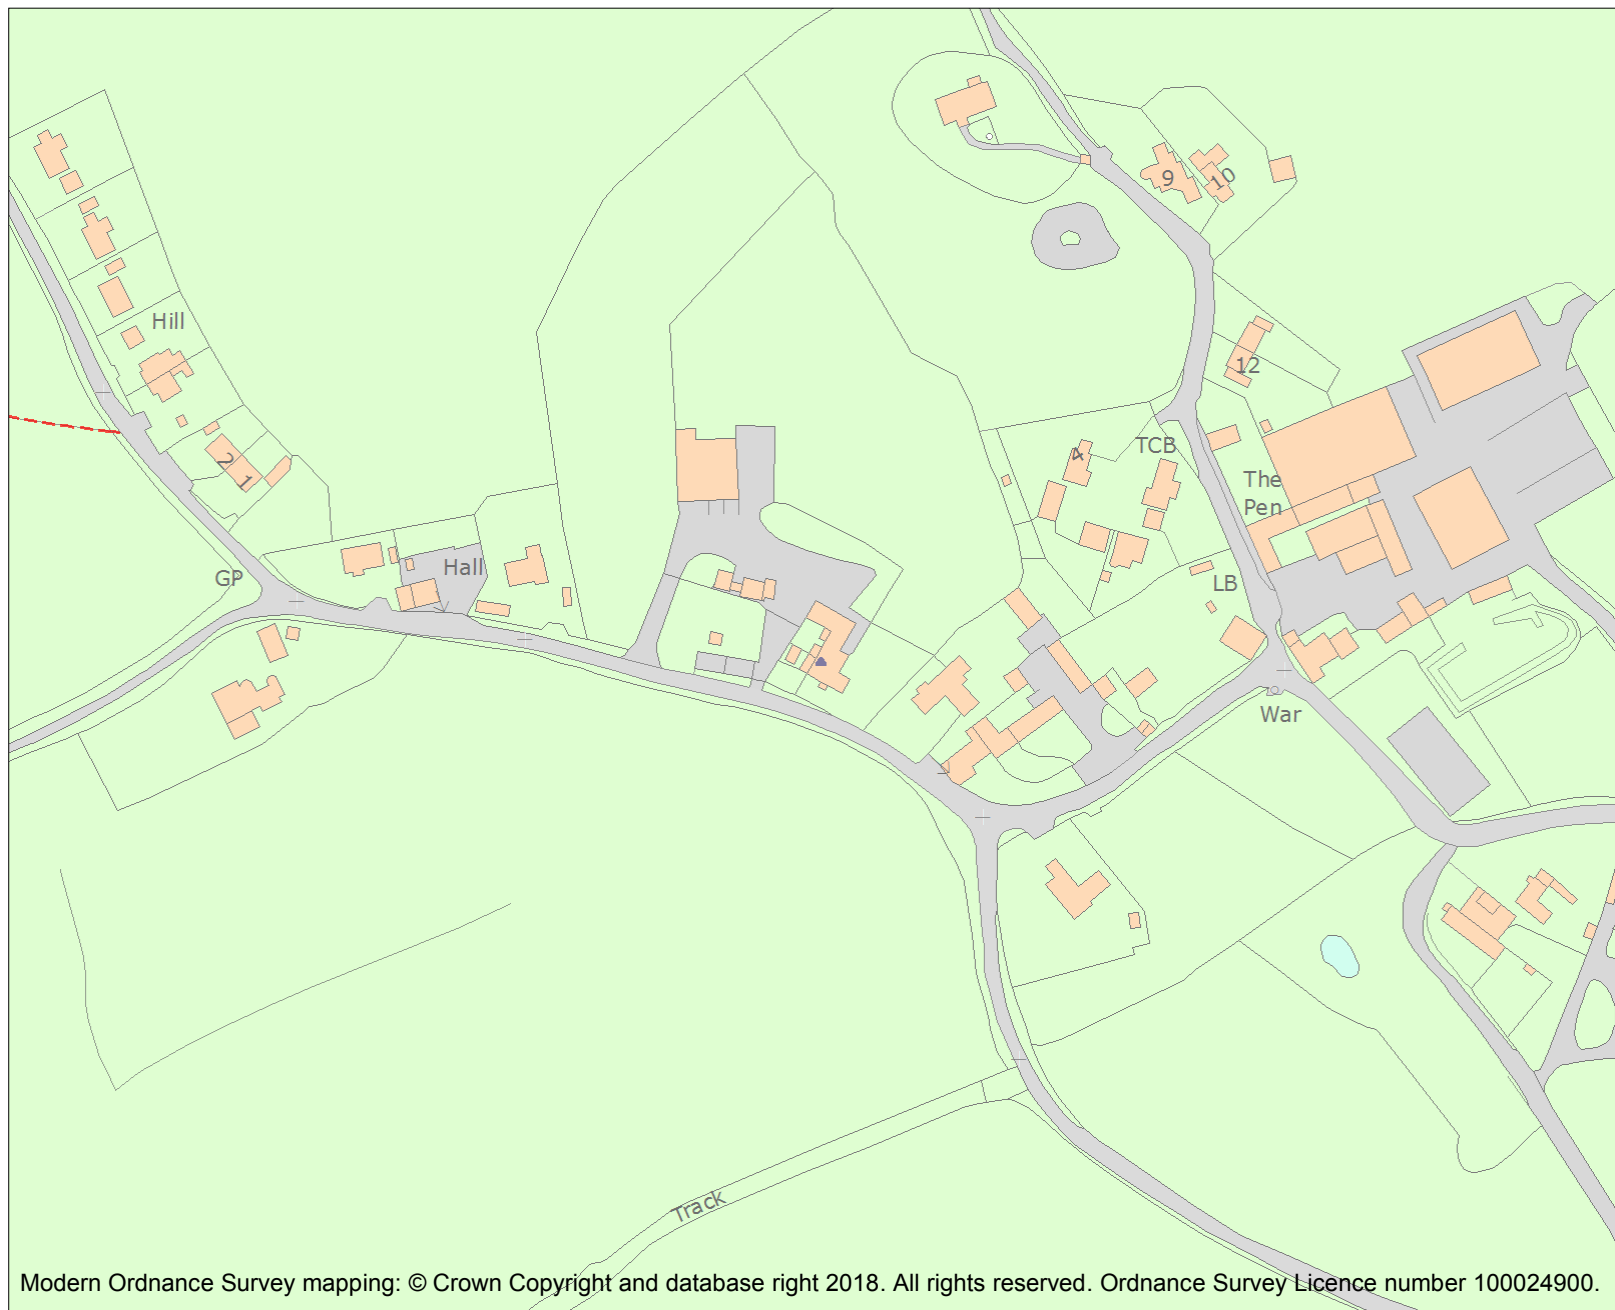 9
10
Hill
12
TCB
4
The
Pen
2
1
Hall
GP
LB
War
Track
Modern Ordnance Survey mapping: © Crown Copyright and database right 2018. All rights reserved. Ordnance Survey Licence number 100024900.